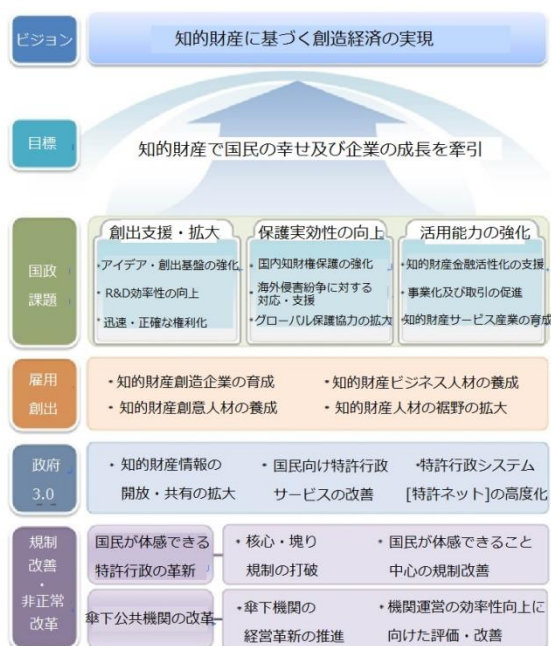 ビジョン
知的財産に基づく創造経済の実現
目標
知的財産で国民の幸せ及び企業の成長を牽引
国政
課題
創出支援・拡大
・アイデア・創出基盤の強化
・R&D効率性の向上
・迅速・正確な権利化
保護実効性の向上
・国内知財権保護の強化
・海外侵害紛争に対する
対応・支援
・グローバル保護協力の拡大
活用能力の強化
・知的財産金融活性化の支援
・事業化及び取引の促進
・知的財産サービス産業の育成
雇用
創出
・知的財産創造企業の育成
・知的財産ビジネス人材の養成
・知的財産創意人材の養成
・知的財産人材の裾野の拡大
政府
3.0
・知的財産情報の
開放・共有の拡大
・国民向け特許行政
サービスの改善
・特許行政システム
[特許ネット]の高度化
規制
改善
・
非正常
改革
国民が体感できる
特許行政の革新
・核心・塊り
規制の打破
・国民が体感できること
中心の規制改善
傘下公共機関の改革
・傘下機関の
経営革新の推進
・機関運営の効率性向上に
向けた評価・改善